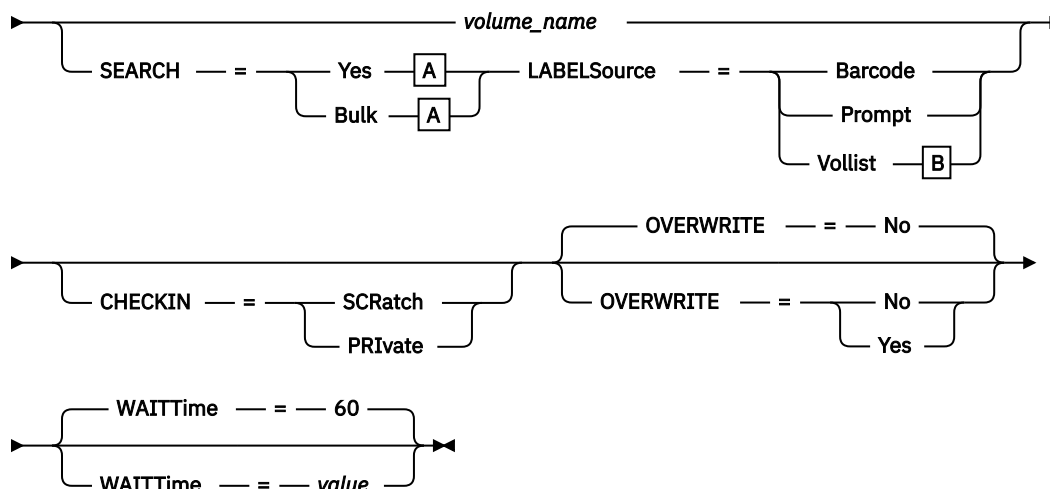 volume_name
SEARCH = Yes A LABELSource = Barcode
Bulk A Prompt
Vollist B
OVERWRITE = No
CHECKIN = SCRatch OVERWRITE = No
PRIvate Yes
WAITTime = 60
WAITTime = value